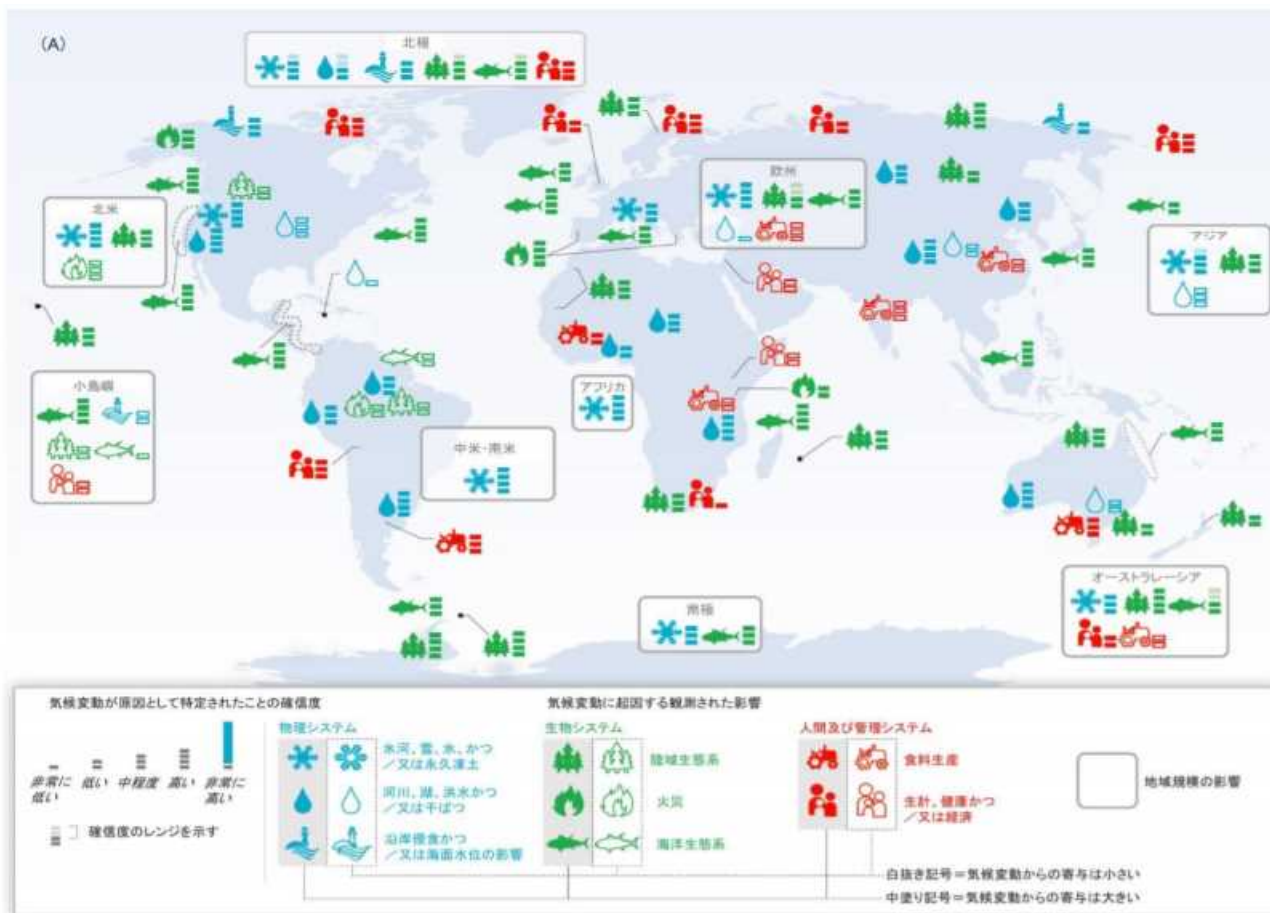 (A)
北極
欧州
北米
アジア
小島嶼
アフリカ
中米・南米
オーストラレーシア
南極
気候変動が原因として特定されたことの確信度
非常に低い
低い
中程度
高い
非常に高い
確信度のレンジを示す
気候変動に起因する観測された影響
物理システム
氷河、雪、氷、かつ
／又は永久凍土
河川、湖、洪水かつ
／又は干ばつ
沿岸侵食かつ
／又は海面水位の影響
生物システム
陸域生態系
火災
海洋生態系
人間及び管理システム
食料生産
生計、健康かつ
／又は経済
地域規模の影響
白抜き記号＝気候変動からの寄与は小さい
中塗り記号＝気候変動からの寄与は大きい